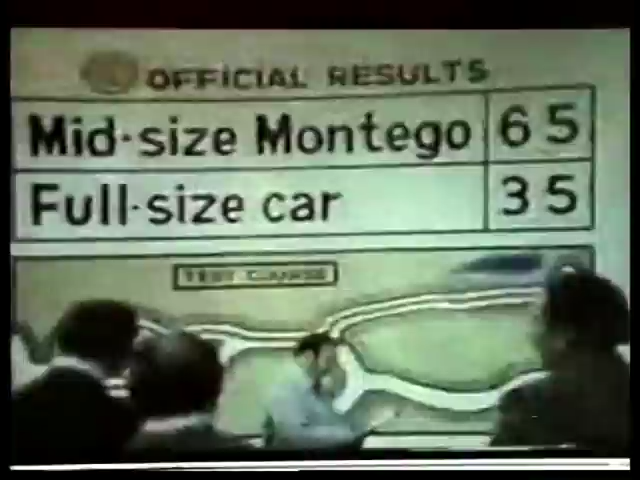 OFFICIAL RESULTS
Mid-size Montego 65
Full-size car 35
TEST COURSE